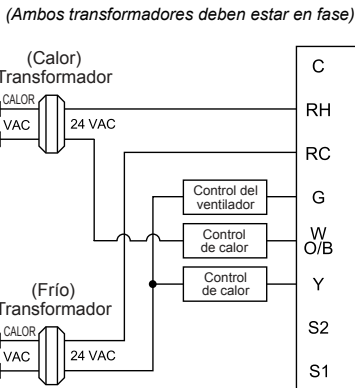 (Ambos transformadores deben estar en fase)
(Calor)
Transformador
CALOR
VAC
24 VAC
C
RH
RC
Control del
ventilador
G
Control
de calor
W
O/B
Control
de calor
Y
(Frío)
Transformador
CALOR
VAC
24 VAC
S2
S1